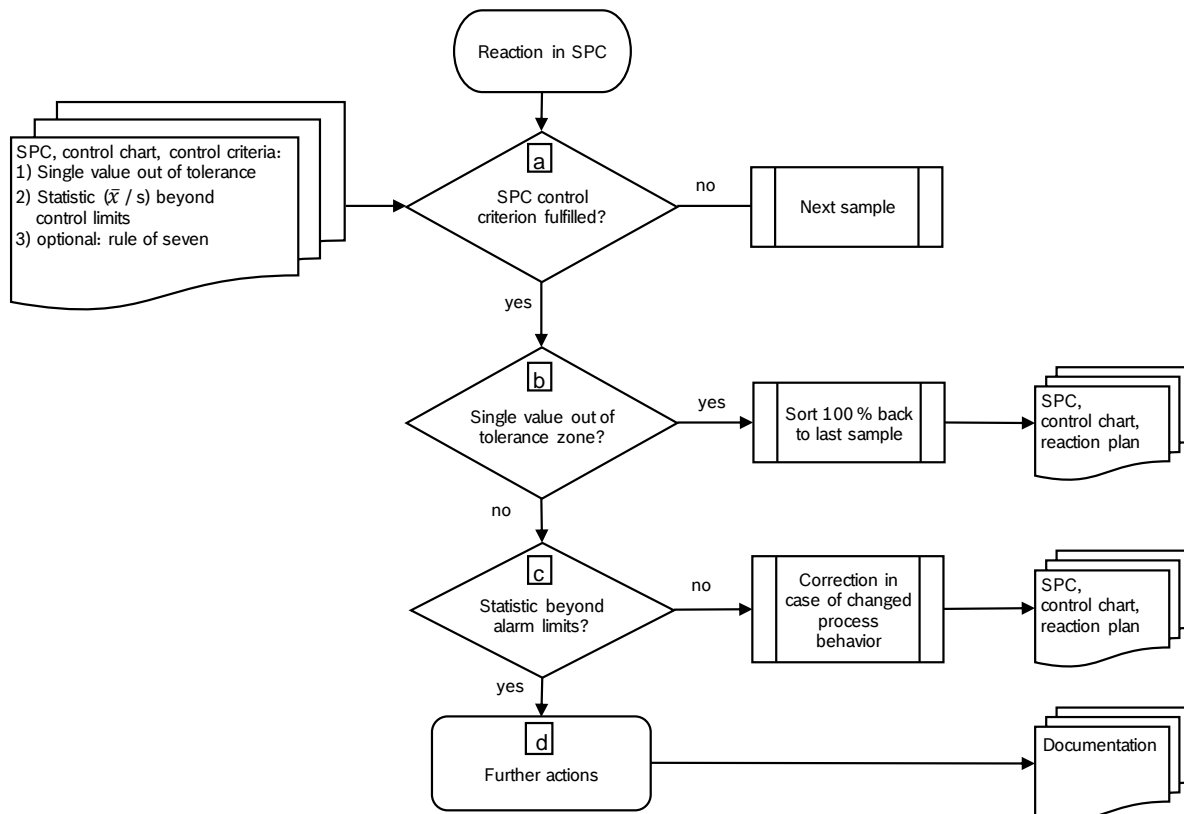 Reaction in SPC
SPC, control chart, control criteria:
1) Single value out of tolerance
2) Statistic (x̄ / s) beyond
control limits
3) optional: rule of seven
a
SPC control
criterion fulfilled?
no
Next sample
yes
b
Single value out of
tolerance zone?
yes
Sort 100 % back
to last sample
SPC,
control chart,
reaction plan
no
c
Statistic beyond
alarm limits?
no
Correction in
case of changed
process
behavior
SPC,
control chart,
reaction plan
yes
d
Further actions
Documentation